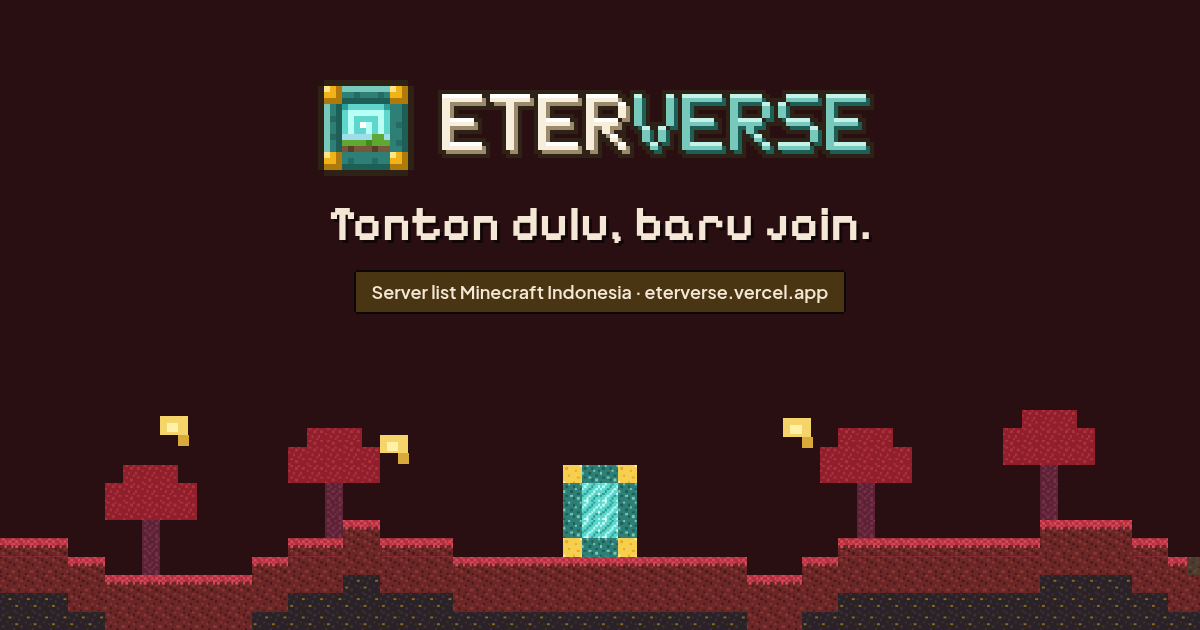 ETERVERSE
Tonton dulu, baru join.
Server list Minecraft Indonesia · eterverse.vercel.app